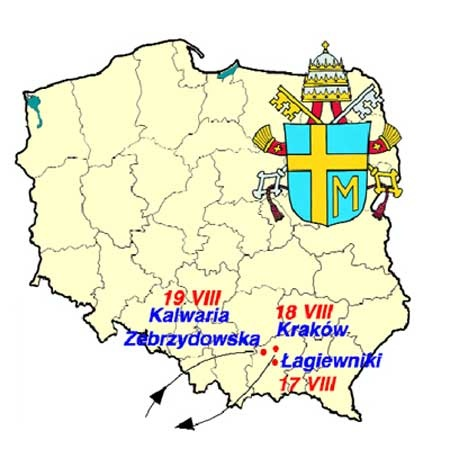 M
19 VIII
Kalwaria
Zebrzydowska
18 VIII
Kraków
Łagiewniki
17 VIII